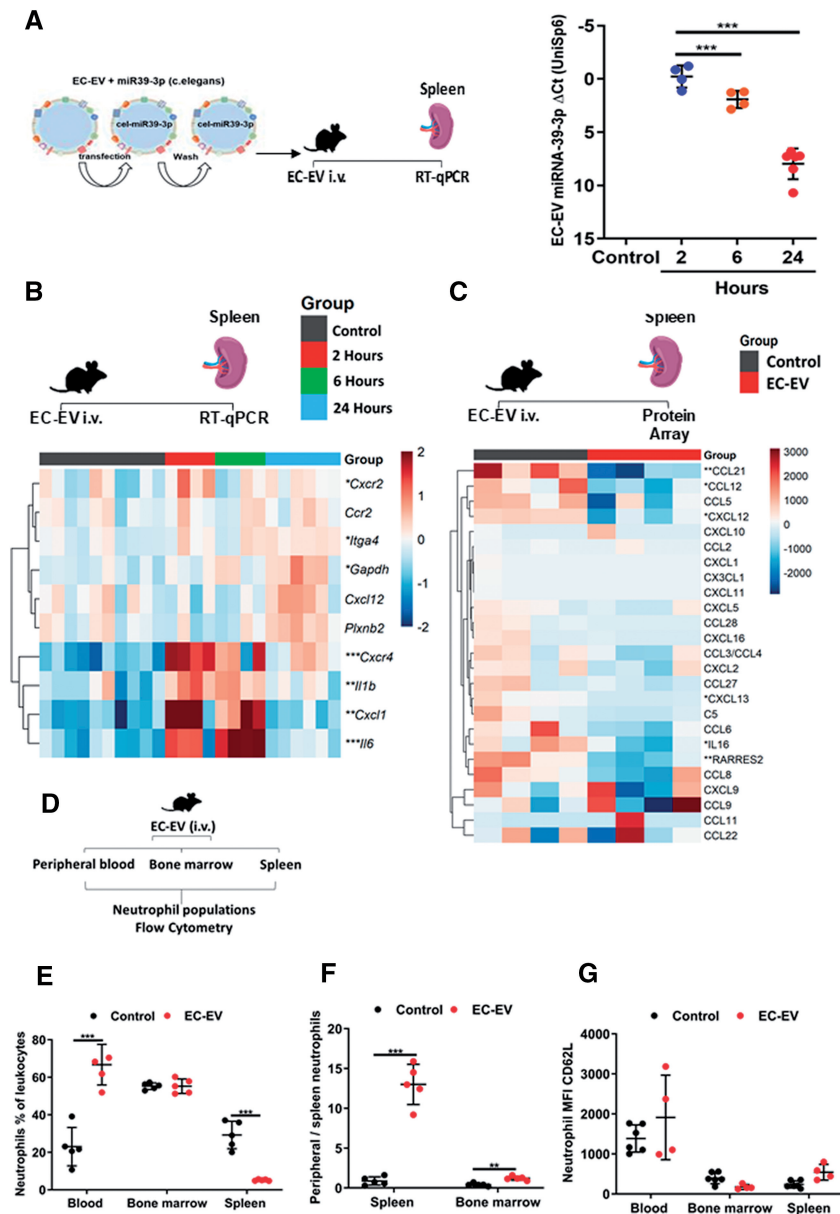 A
EC-EV + miR39-3p (c.elegans)
cel-miR39-3p
cel-miR39-3p
transfection
Wash
EC-EV i.v.
Spleen
RT-qPCR
EC-EV miRNA-39-3p ΔCt (UniSp6)
-5
0
5
10
15
***
***
Control 2 6 24
Hours
B
Spleen
EC-EV i.v.
RT-qPCR
Group
Control
2 Hours
6 Hours
24 Hours
Group
*Cxcr2
Ccr2
*Itga4
*Gapdh
Cxcl12
Plxnb2
***Cxcr4
**Il1b
**Cxcl1
***Il6
2
1
0
-1
-2
C
Spleen
EC-EV i.v.
Protein
Array
Group
Control
EC-EV
Group
**CCL21
*CCL12
CCL5
*CXCL12
CXCL10
CCL2
CXCL1
CX3CL1
CXCL11
CXCL5
CCL28
CXCL16
CCL3/CCL4
CXCL2
CCL27
*CXCL13
C5
CCL6
*IL16
**RARRES2
CCL8
CXCL9
CCL9
CCL11
CCL22
3000
2000
1000
0
-1000
-2000
D
EC-EV (i.v.)
Peripheral blood Bone marrow Spleen
Neutrophil populations
Flow Cytometry
E
Control EC-EV
Neutrophils % of leukocytes
80
60
40
20
0
***
***
Blood Bone marrow Spleen
F
Control EC-EV
Peripheral / spleen neutrophils
20
15
10
5
0
***
**
Spleen Bone marrow
G
Control EC-EV
Neutrophil MFI CD62L
4000
3000
2000
1000
0
Blood Bone marrow Spleen